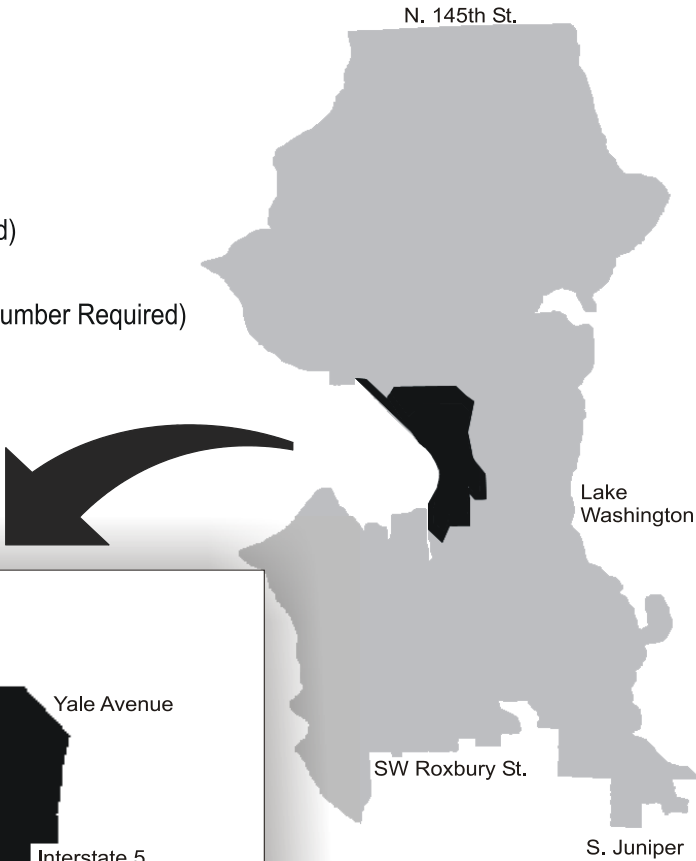 N. 145th St.
d)
umber Required)
Lake
Washington
Yale Avenue
SW Roxbury St.
S. Juniper
Interstate 5